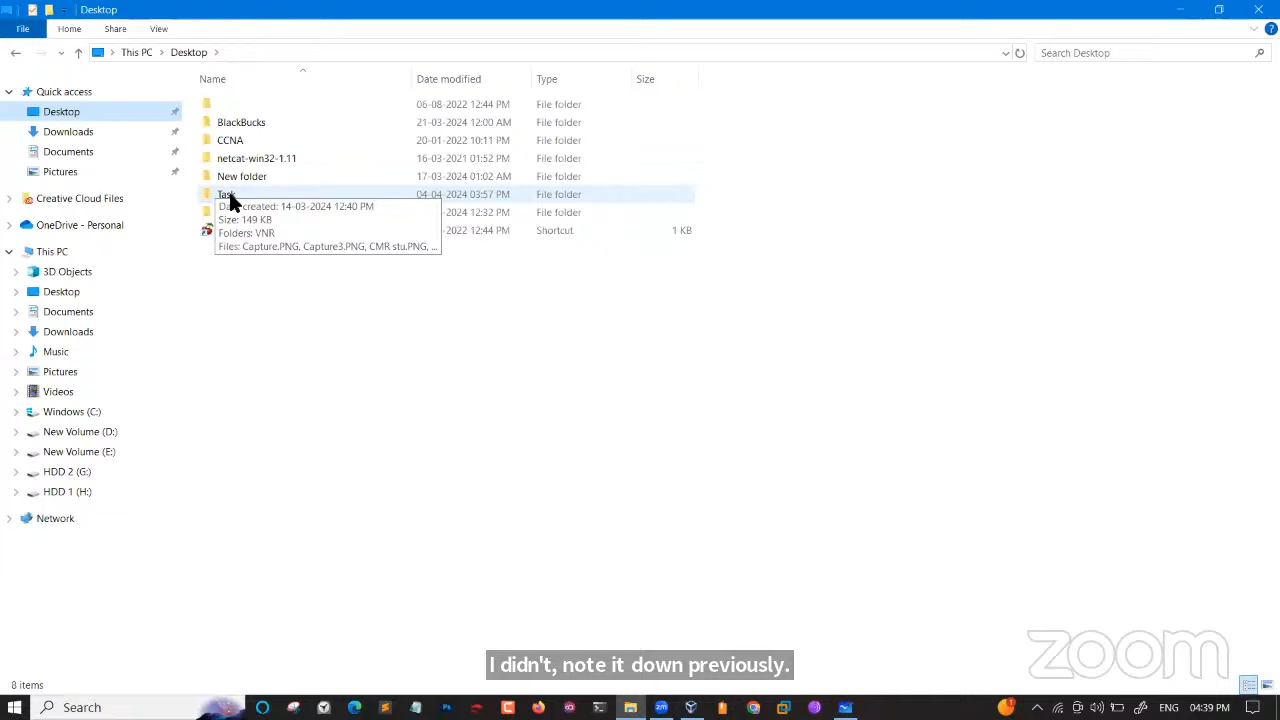 Desktop
File Home Share View
This PC > Desktop >
Search Desktop
Name Date modified Type Size
Quick access
Desktop
Downloads
Documents
Pictures
Creative Cloud Files
OneDrive - Personal
This PC
3D Objects
Desktop
Documents
Downloads
Music
Pictures
Videos
Windows (C:)
New Volume (D:)
New Volume (E:)
HDD 2 (G:)
HDD 1 (H:)
Network
06-08-2022 12:44 PM File folder
BlackBucks 21-03-2024 12:00 AM File folder
CCNA 20-01-2022 10:11 PM File folder
netcat-win32-1.11 16-03-2021 01:52 PM File folder
New folder 17-03-2024 01:02 AM File folder
Task 04-04-2024 03:57 PM File folder
-2024 12:32 PM File folder
-2022 12:44 PM Shortcut 1 KB
created: 14-03-2024 12:40 PM
Size: 149 KB
Folders: VNR
Files: Capture.PNG, Capture3.PNG, CMR stu.PNG, ...
I didn't, note it down previously.
zoom
8 items
Search
ENG 04:39 PM